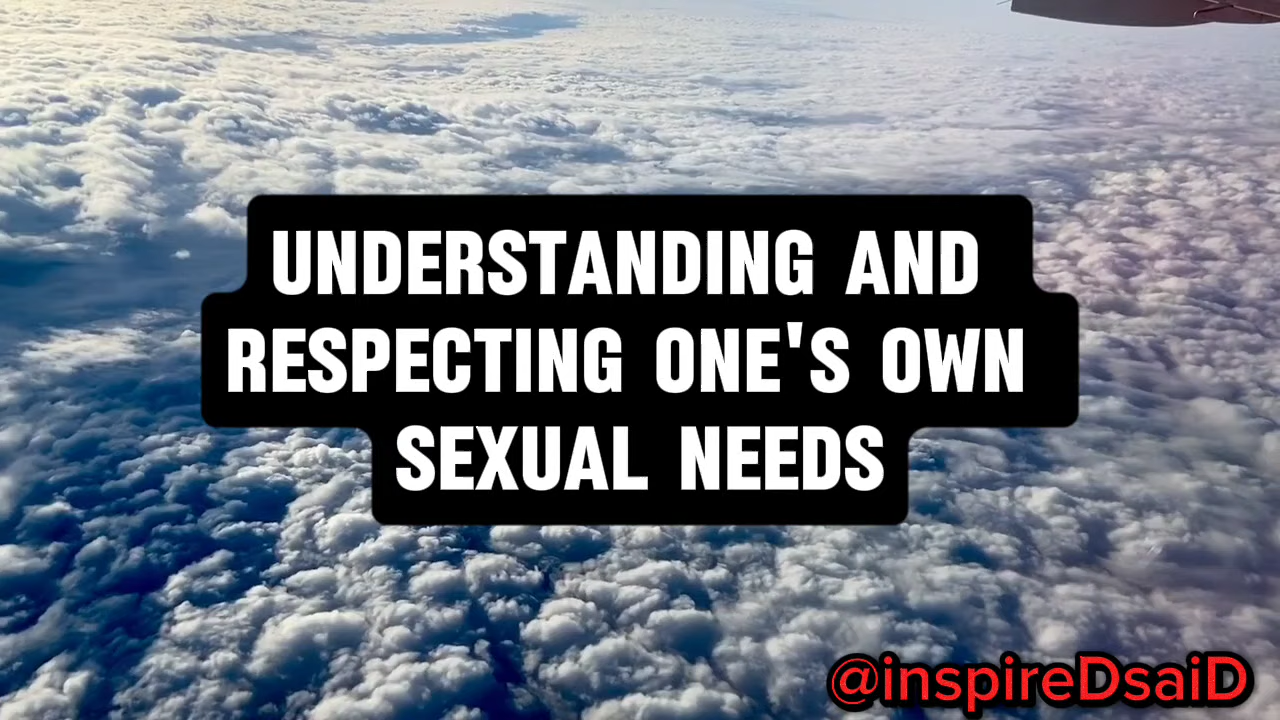 UNDERSTANDING AND
RESPECTING ONE'S OWN
SEXUAL NEEDS
@inspireDsaiD